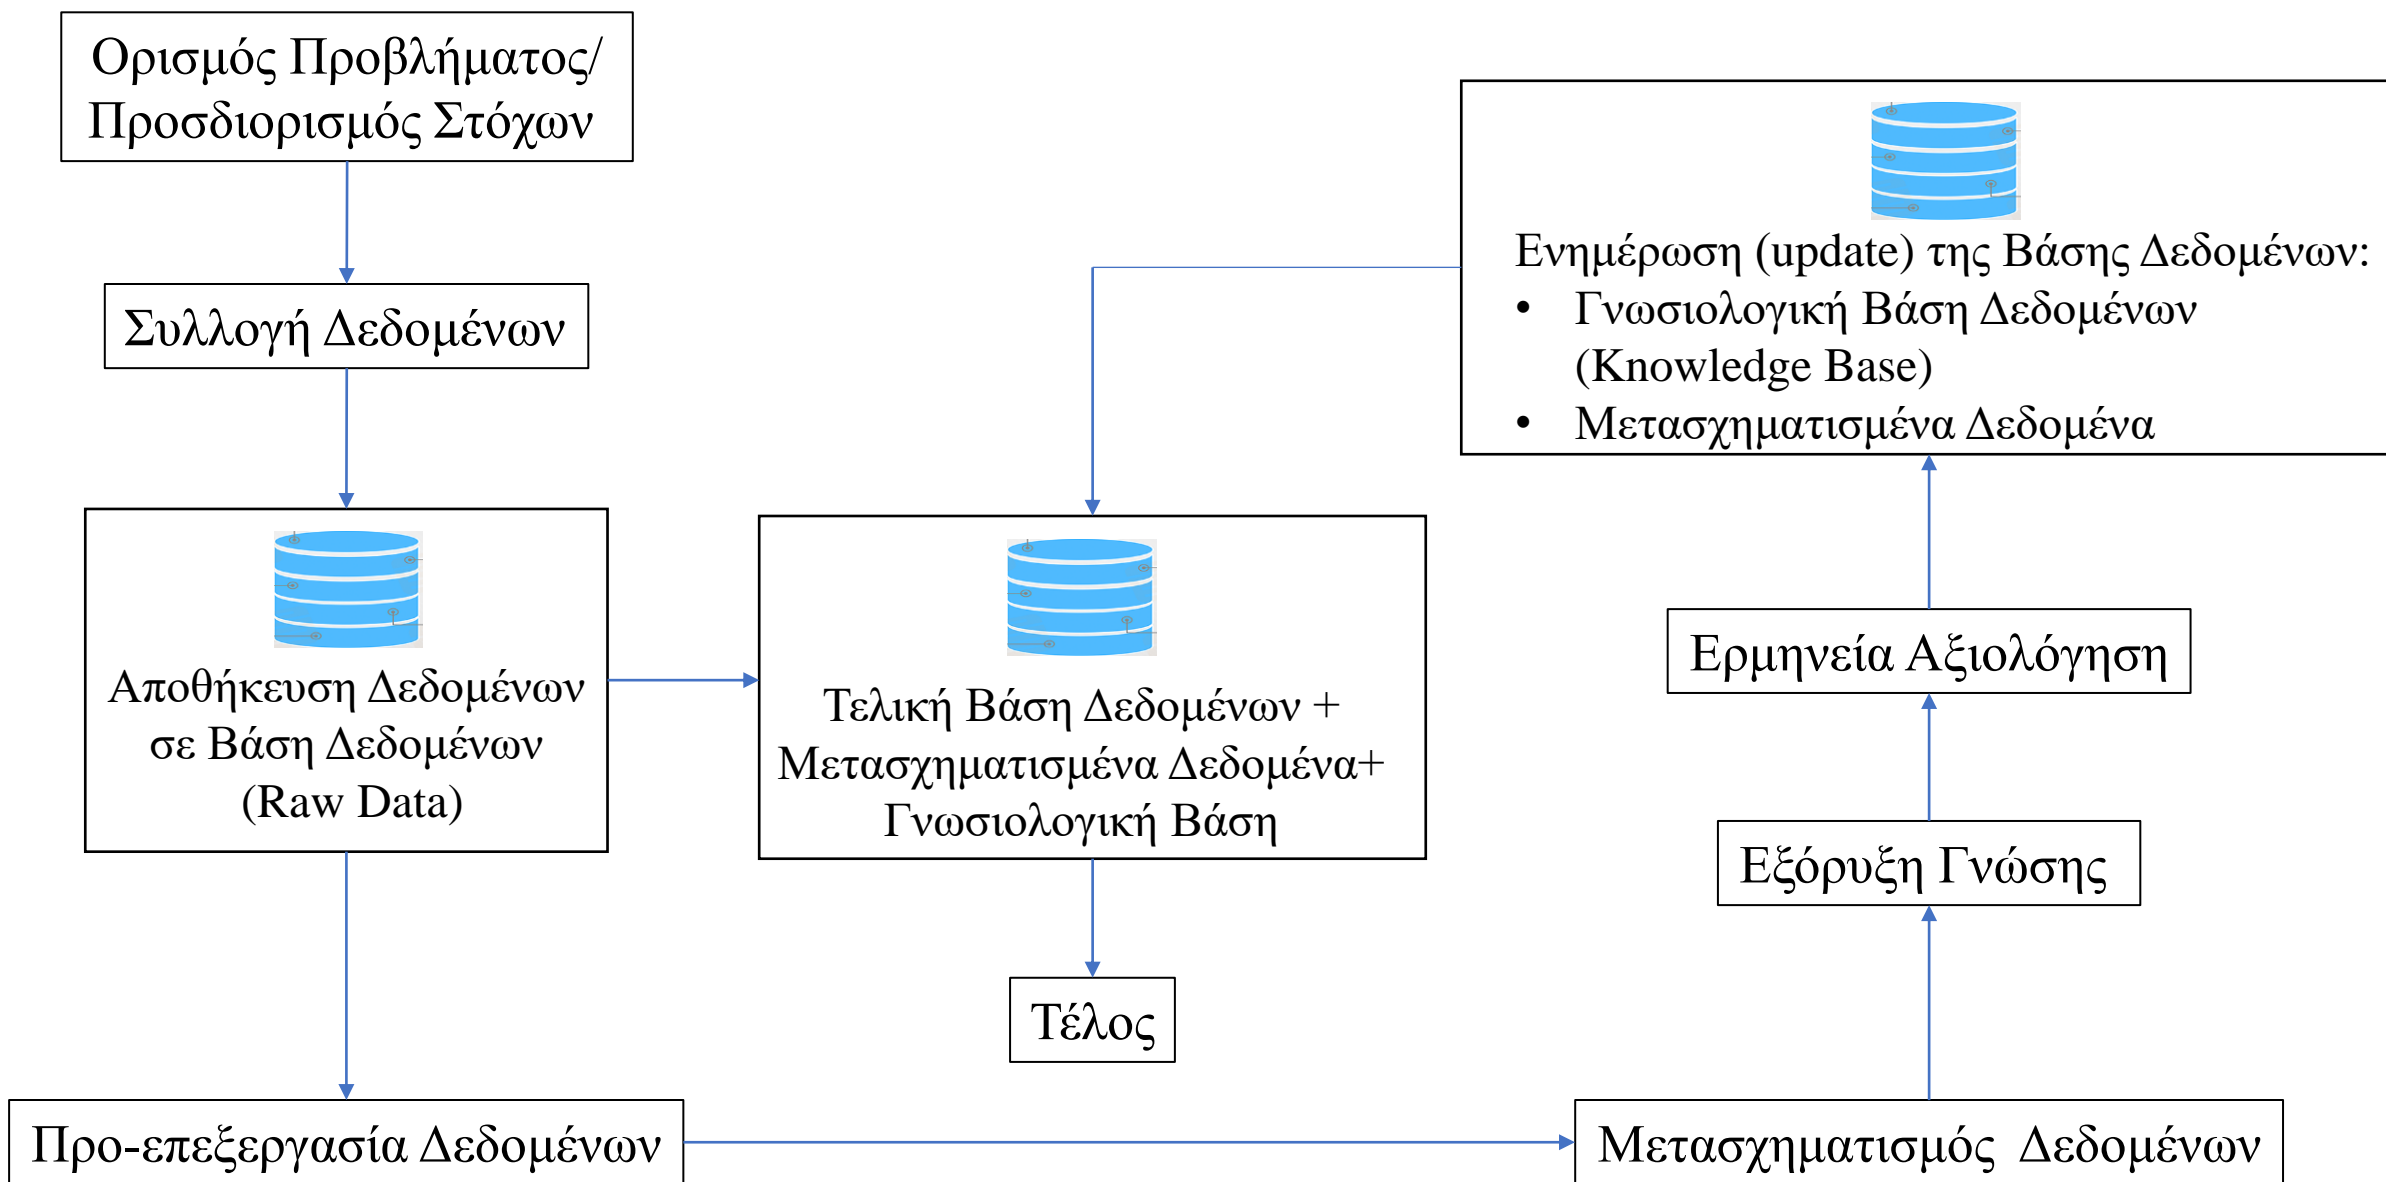 Ορισμός Προβλήματος/
Προσδιορισμός Στόχων
Συλλογή Δεδομένων
Αποθήκευση Δεδομένων
σε Βάση Δεδομένων
(Raw Data)
Προ-επεξεργασία Δεδομένων
Μετασχηματισμός Δεδομένων
Εξόρυξη Γνώσης
Ερμηνεία Αξιολόγηση
Ενημέρωση (update) της Βάσης Δεδομένων:
• Γνωσιολογική Βάση Δεδομένων
(Knowledge Base)
• Μετασχηματισμένα Δεδομένα
Τελική Βάση Δεδομένων +
Μετασχηματισμένα Δεδομένα+
Γνωσιολογική Βάση
Τέλος